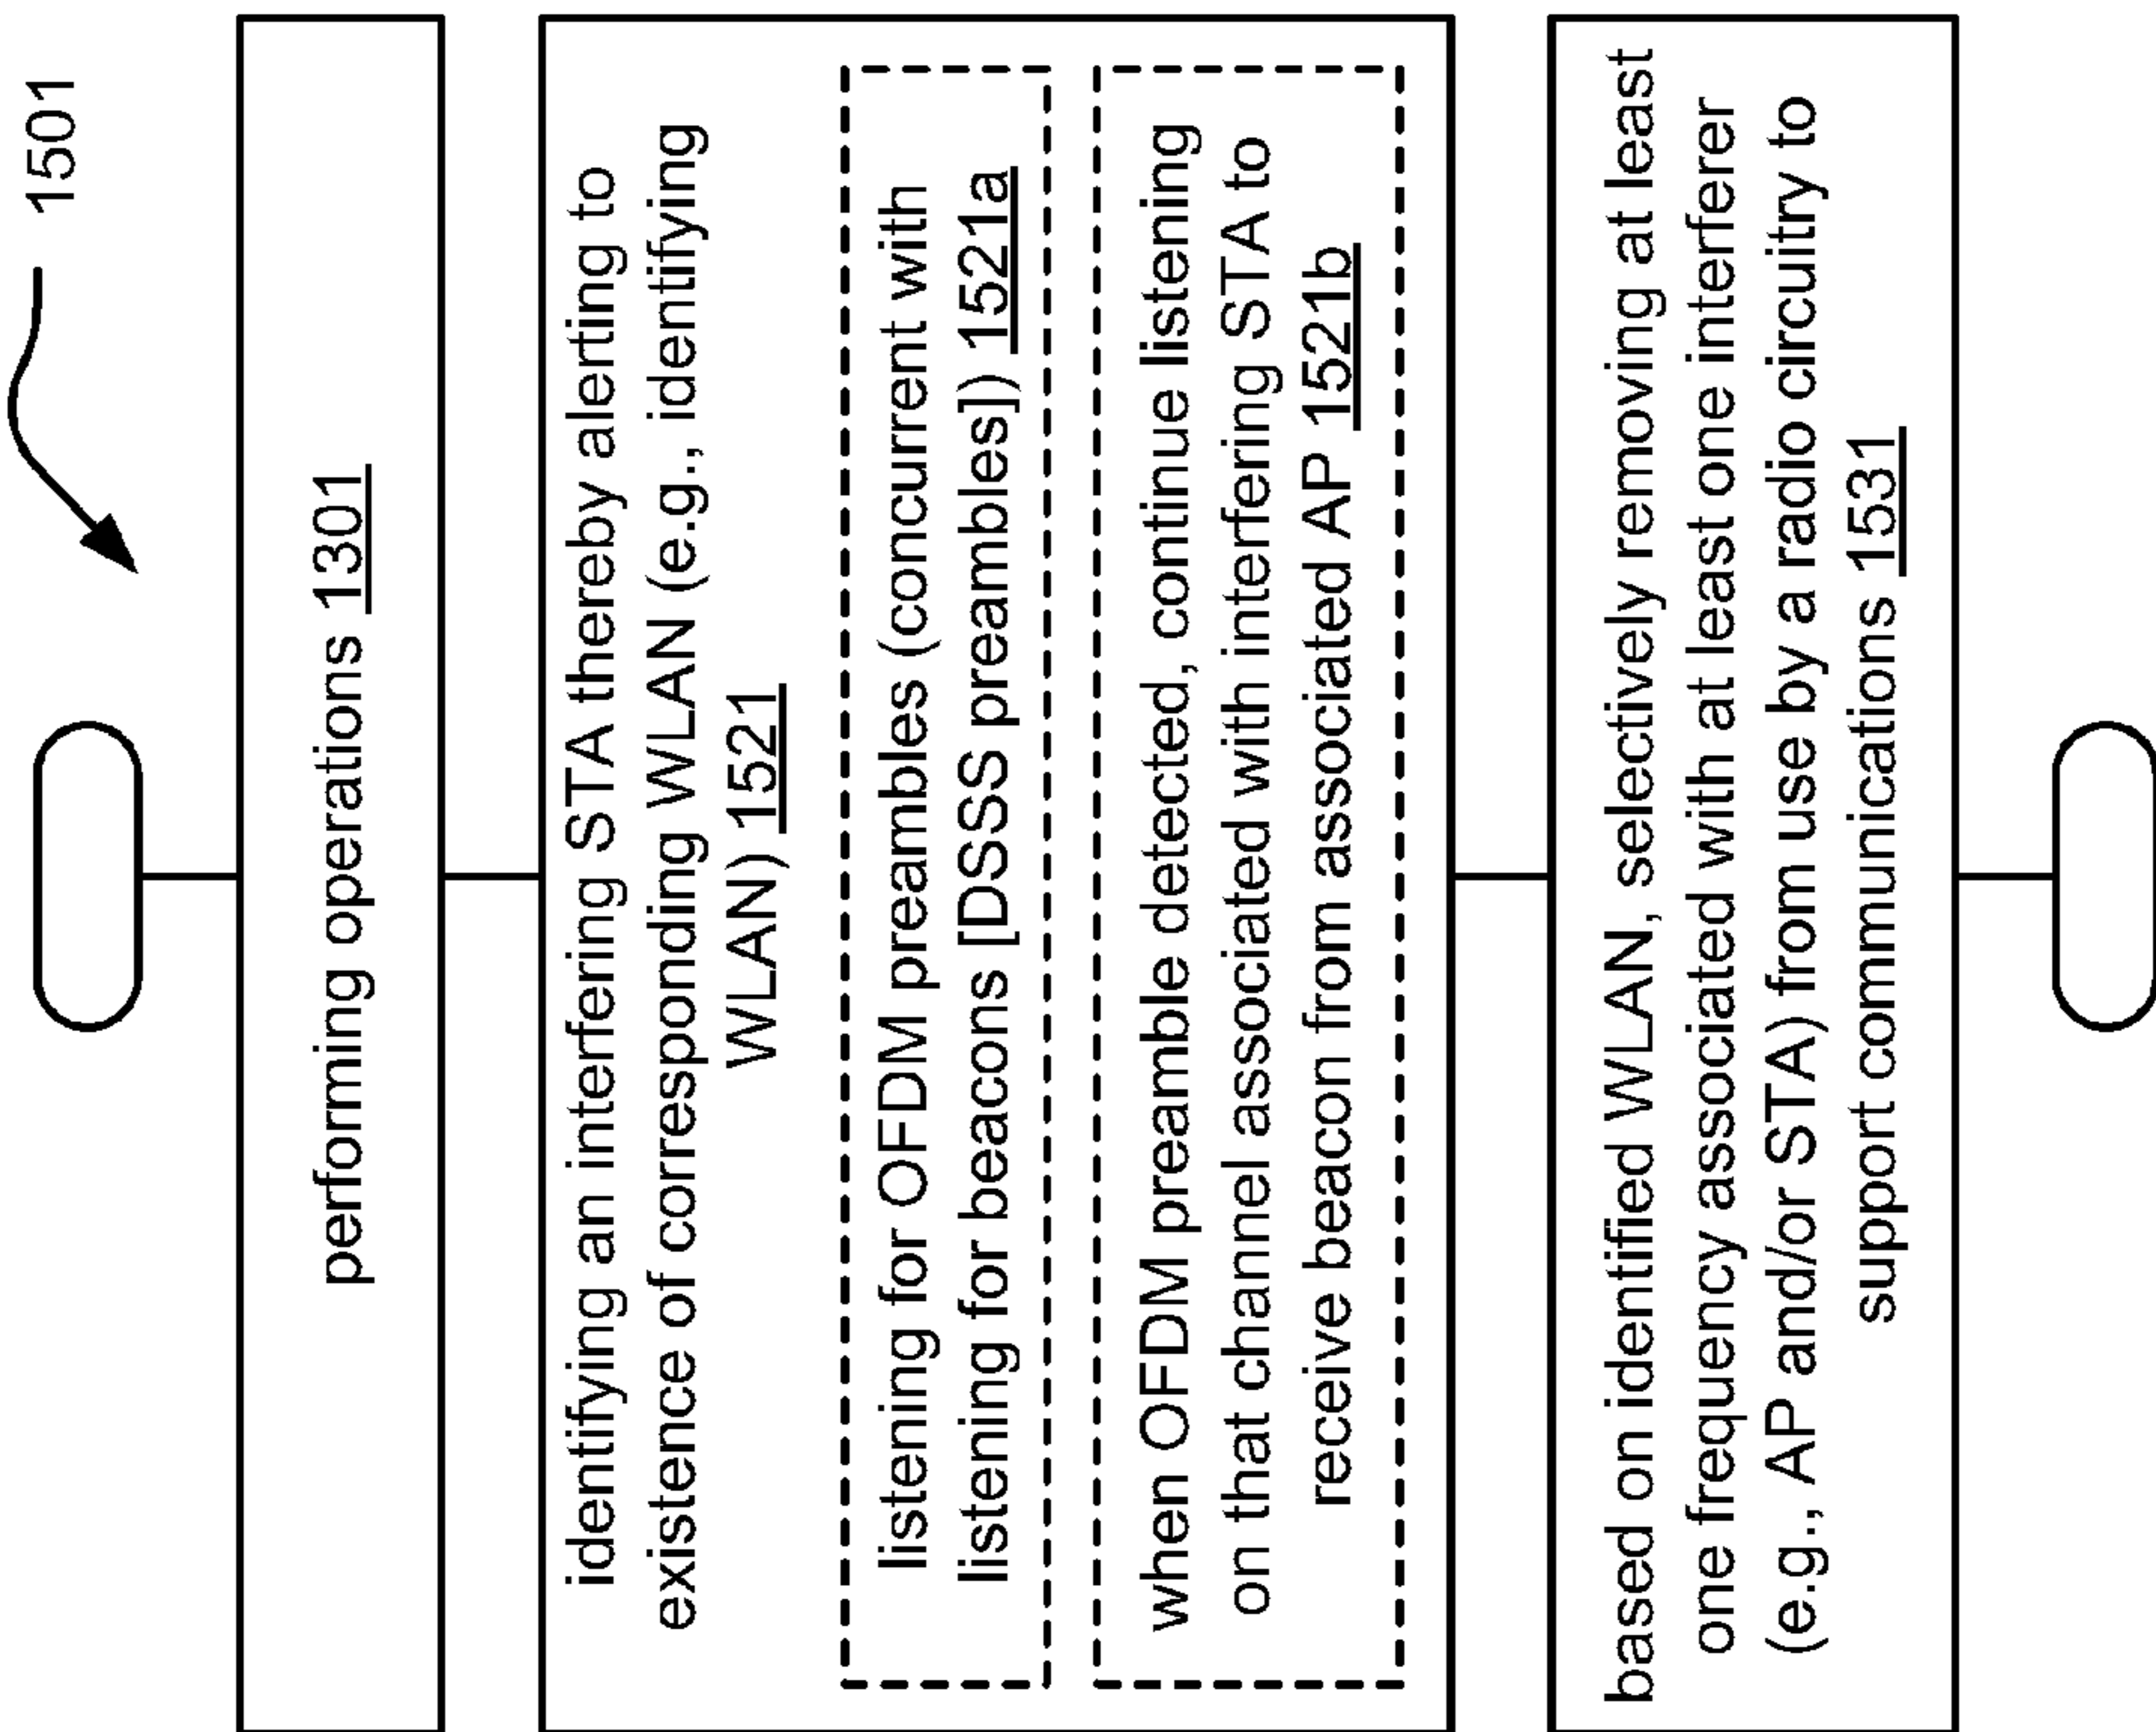 1501
performing operations 1301
identifying an interfering STA thereby alerting to
existence of corresponding WLAN (e.g., identifying
WLAN) 1521
listening for OFDM preambles (concurrent with
listening for beacons [DSSS preambles]) 1521a
when OFDM preamble detected, continue listening
on that channel associated with interfering STA to
receive beacon from associated AP 1521b
based on identified WLAN, selectively removing at least
one frequency associated with at least one interferer
(e.g., AP and/or STA) from use by a radio circuitry to
support communications 1531